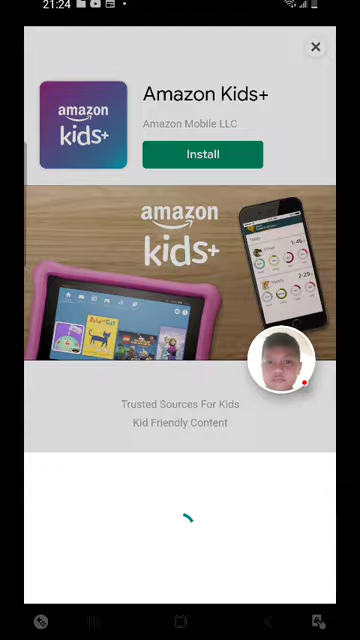 21:24
Amazon Kids+
Amazon Mobile LLC
Install
amazon
kids+
amazon
kids+
Trusted Sources For Kids
Kid Friendly Content